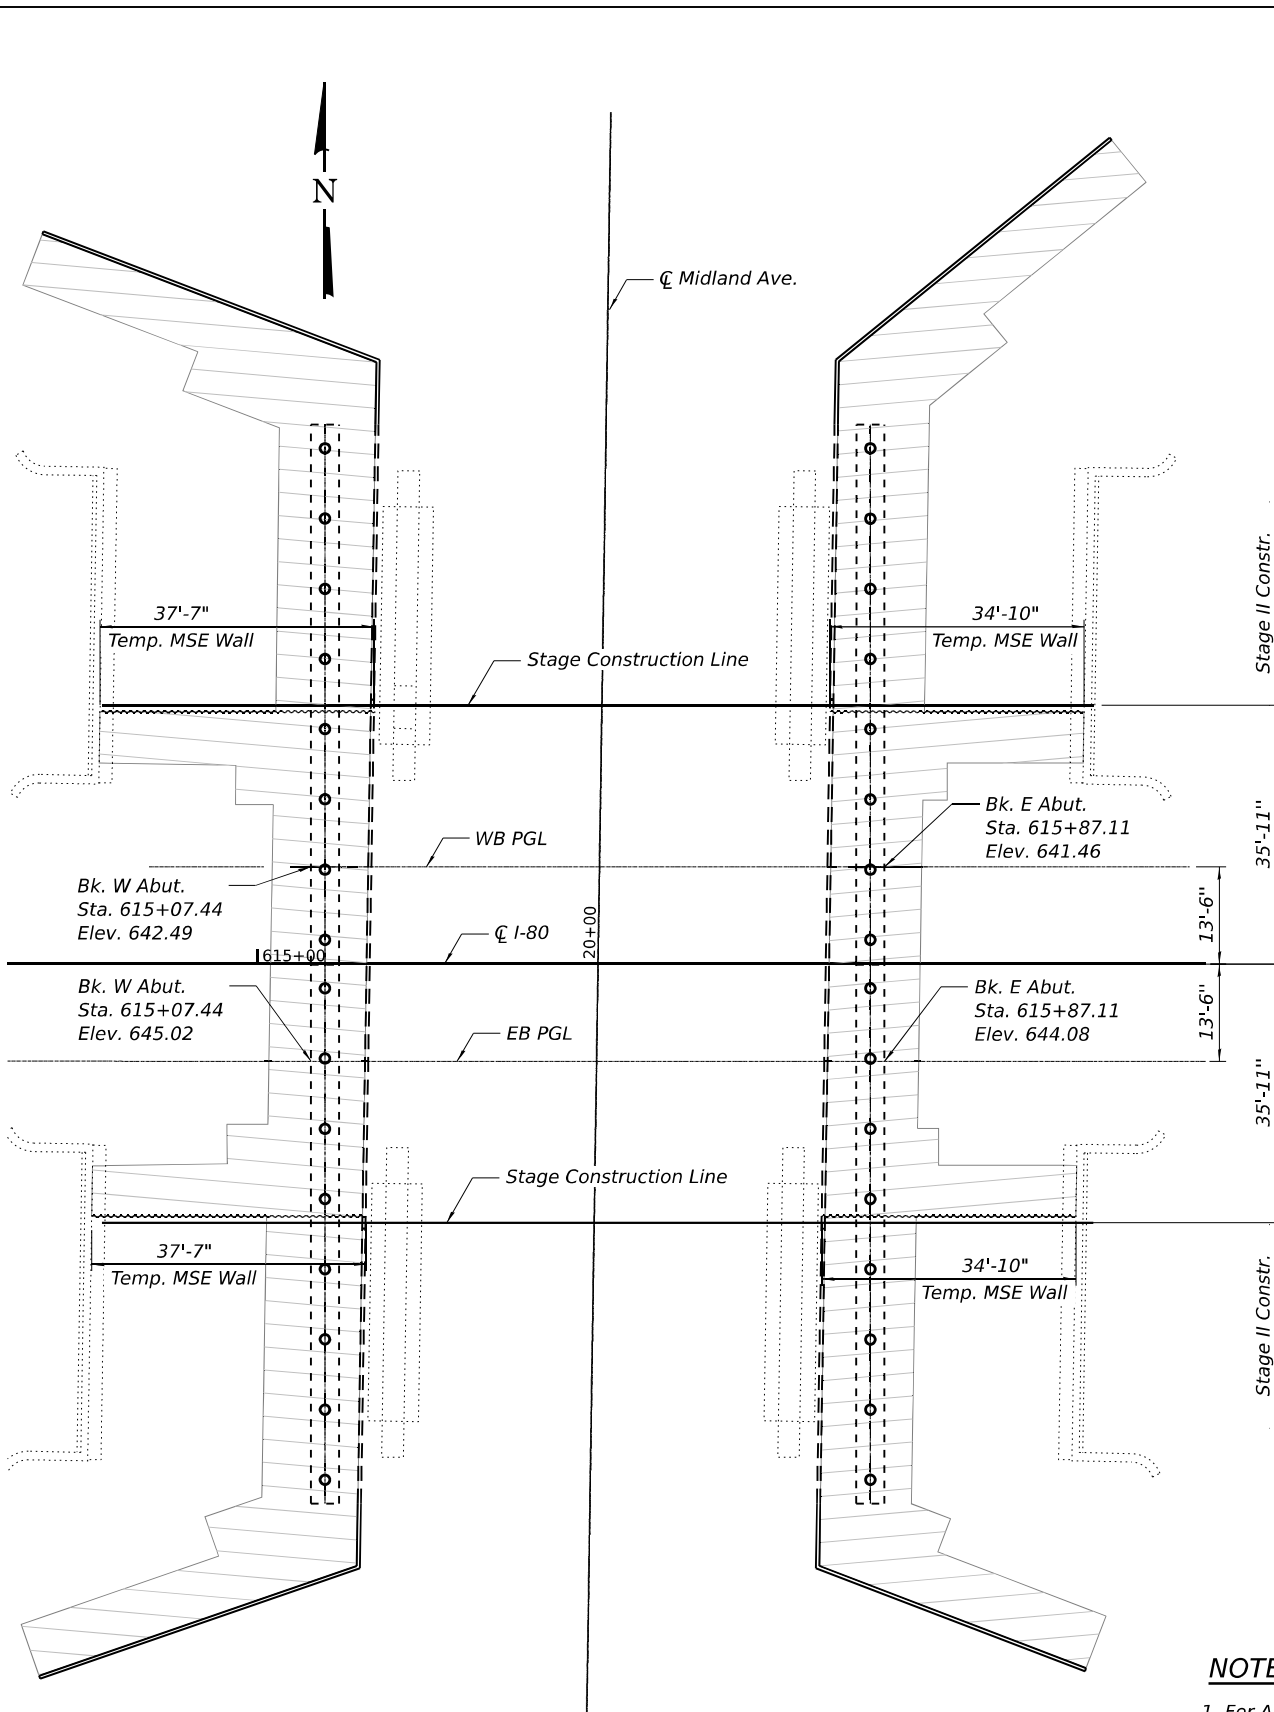 N
℄ Midland Ave.
Stage II Constr.
37'-7"
Temp. MSE Wall
34'-10"
Temp. MSE Wall
Stage Construction Line
Bk. E Abut.
Sta. 615+87.11
Elev. 641.46
35'-11"
WB PGL
Bk. W Abut.
Sta. 615+07.44
Elev. 642.49
13'-6"
20+00
℄ I-80
615+00
Bk. W Abut.
Sta. 615+07.44
Elev. 645.02
Bk. E Abut.
Sta. 615+87.11
Elev. 644.08
13'-6"
EB PGL
35'-11"
Stage Construction Line
37'-7"
Temp. MSE Wall
34'-10"
Temp. MSE Wall
Stage II Constr.
NOTE
1. For A